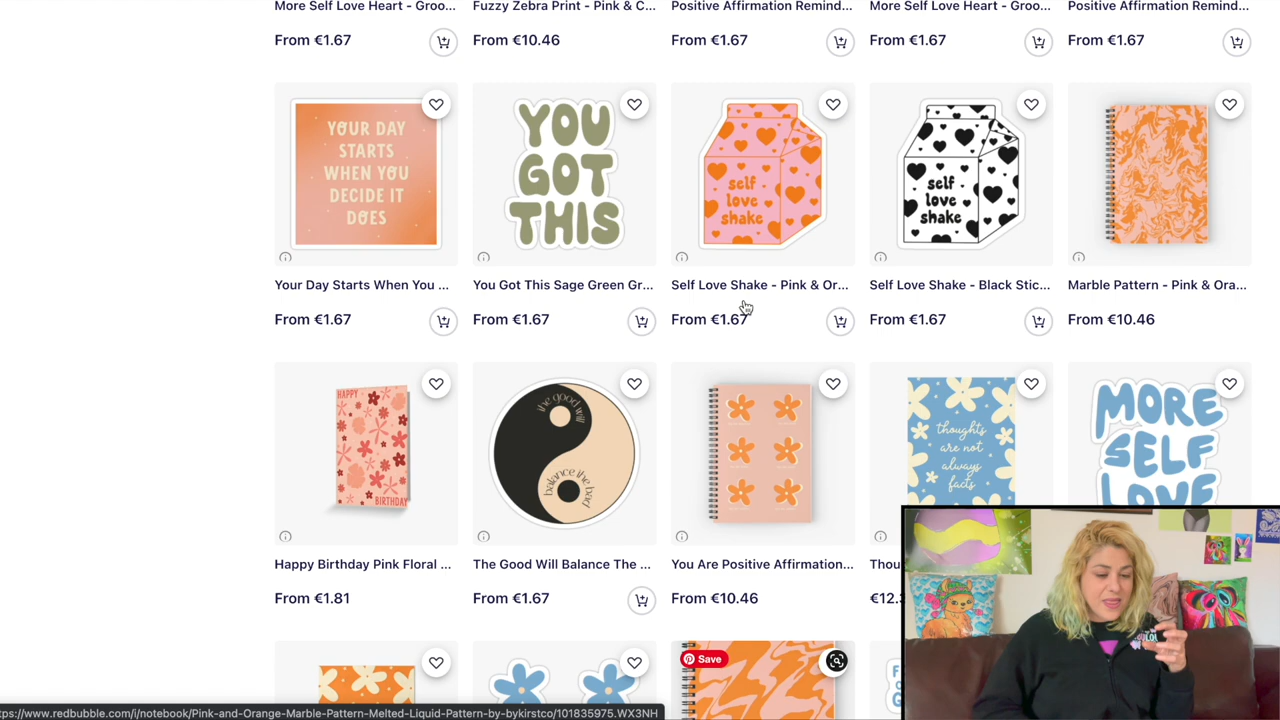 More Self Love Heart - Groo...
Fuzzy Zebra Print - Pink & C...
Positive Affirmation Remind...
More Self Love Heart - Groo...
Positive Affirmation Remind...
From €1.67
From €10.46
From €1.67
From €1.67
From €1.67
YOUR DAY
STARTS
WHEN YOU
DECIDE IT
DOES
YOU
GOT
THIS
self
love
shake
self
love
shake
Your Day Starts When You ...
You Got This Sage Green Gr...
Self Love Shake - Pink & Or...
Self Love Shake - Black Stic...
Marble Pattern - Pink & Ora...
From €1.67
From €1.67
From €1.67
From €1.67
From €10.46
HAPPY
BIRTHDAY
the good will
balance the bad
thoughts
are not
always
facts
MORE
SELF
LOVE
Happy Birthday Pink Floral ...
The Good Will Balance The ...
You Are Positive Affirmation...
Thou
From €1.81
From €1.67
From €10.46
€12.3
Save
ps://www.redbubble.com/i/notebook/Pink-and-Orange-Marble-Pattern-Melted-Liquid-Pattern-by-bykirstco/101835975.WX3NH